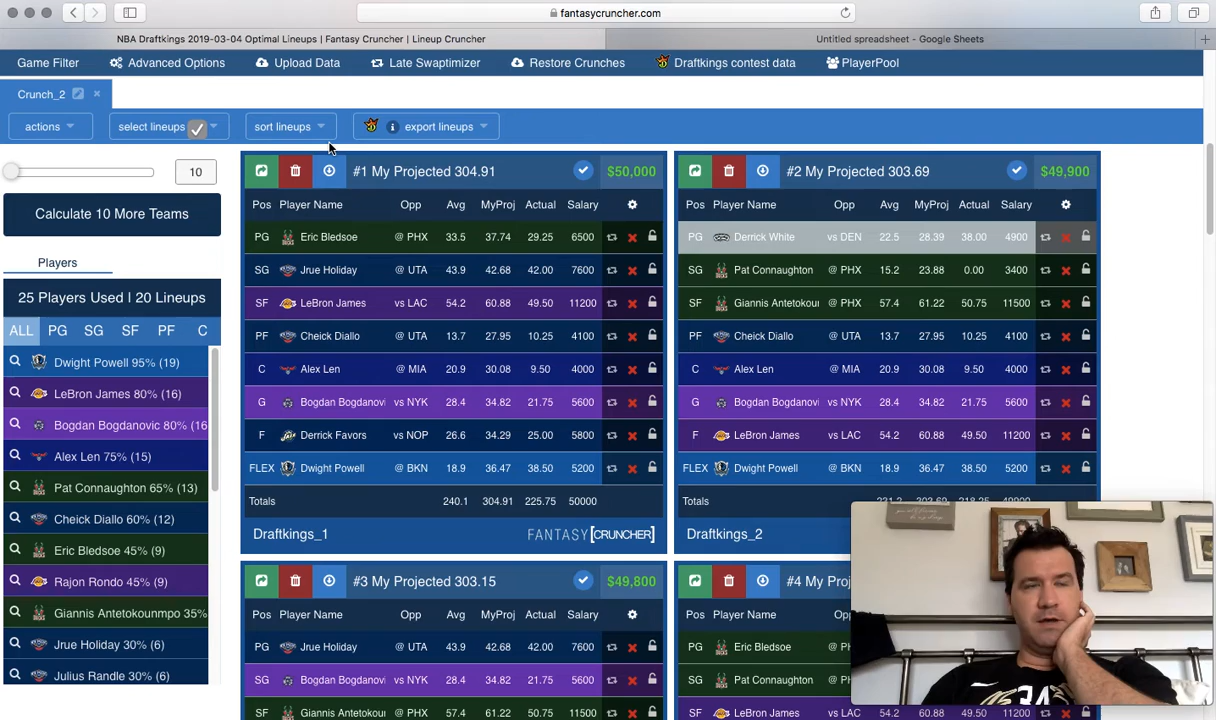 fantasycruncher.com
NBA Draftkings 2019-03-04 Optimal Lineups | Fantasy Cruncher | Lineup Cruncher
Untitled spreadsheet - Google Sheets
Game Filter Advanced Options Upload Data Late Swaptimizer Restore Crunches Draftkings contest data PlayerPool
Crunch_2
actions select lineups sort lineups export lineups
10
Calculate 10 More Teams
Players
25 Players Used | 20 Lineups
ALL PG SG SF PF C
Dwight Powell 95% (19)
LeBron James 80% (16)
Bogdan Bogdanovic 80% (16
Alex Len 75% (15)
Pat Connaughton 65% (13)
Cheick Diallo 60% (12)
Eric Bledsoe 45% (9)
Rajon Rondo 45% (9)
Giannis Antetokounmpo 35%
Jrue Holiday 30% (6)
Julius Randle 30% (6)
#1 My Projected 304.91 $50,000
Pos Player Name Opp Avg MyProj Actual Salary
PG Eric Bledsoe @ PHX 33.5 37.74 29.25 6500
SG Jrue Holiday @ UTA 43.9 42.68 42.00 7600
SF LeBron James vs LAC 54.2 60.88 49.50 11200
PF Cheick Diallo @ UTA 13.7 27.95 10.25 4100
C Alex Len @ MIA 20.9 30.08 9.50 4000
G Bogdan Bogdanovi vs NYK 28.4 34.82 21.75 5600
F Derrick Favors vs NOP 26.6 34.29 25.00 5800
FLEX Dwight Powell @ BKN 18.9 36.47 38.50 5200
Totals 240.1 304.91 225.75 50000
Draftkings_1 FANTASY[CRUNCHER]
#2 My Projected 303.69 $49,900
Pos Player Name Opp Avg MyProj Actual Salary
PG Derrick White vs DEN 22.5 28.39 38.00 4900
SG Pat Connaughton @ PHX 15.2 23.88 0.00 3400
SF Giannis Antetokour @ PHX 57.4 61.22 50.75 11500
PF Cheick Diallo @ UTA 13.7 27.95 10.25 4100
C Alex Len @ MIA 20.9 30.08 9.50 4000
G Bogdan Bogdanovi vs NYK 28.4 34.82 21.75 5600
F LeBron James vs LAC 54.2 60.88 49.50 11200
FLEX Dwight Powell @ BKN 18.9 36.47 38.50 5200
Totals
Draftkings_2
#3 My Projected 303.15 $49,800
Pos Player Name Opp Avg MyProj Actual Salary
PG Jrue Holiday @ UTA 43.9 42.68 42.00 7600
SG Bogdan Bogdanovi vs NYK 28.4 34.82 21.75 5600
SF Giannis Antetokour @ PHX 57.4 61.22 50.75 11500
#4 My Pro
Pos Player Name
PG Eric Bledsoe
SG Pat Connaughton
SF LeBron James
34